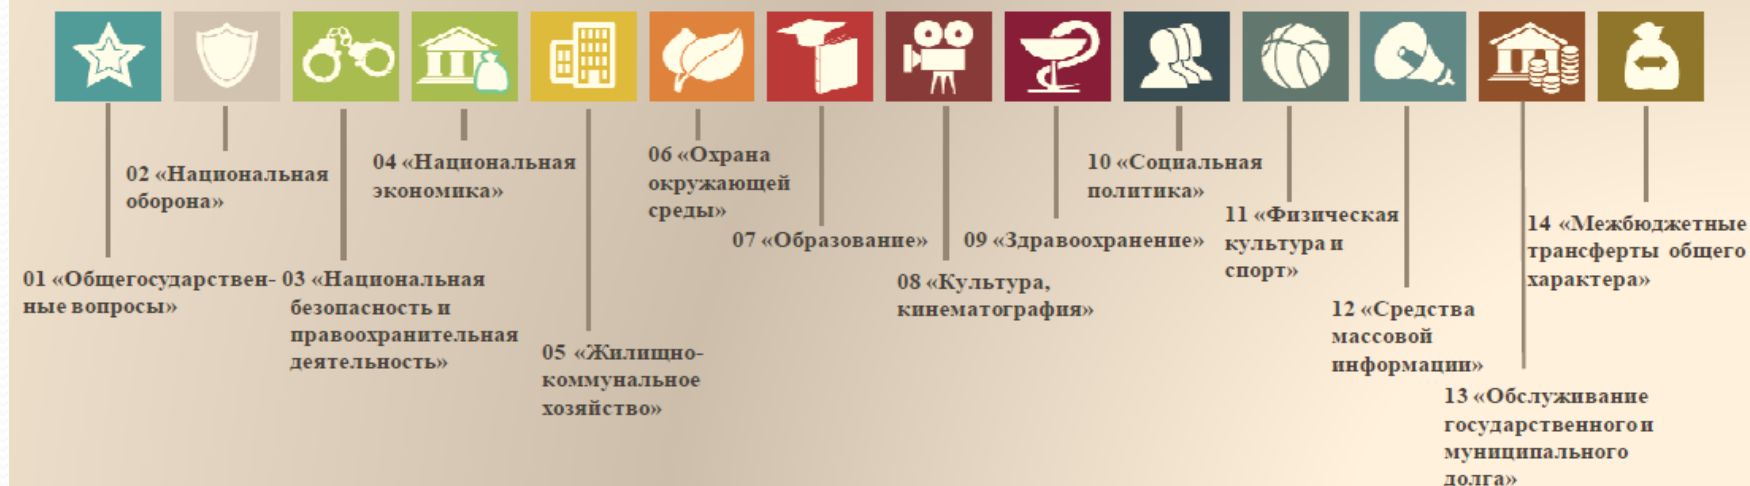 01 «Общегосударствен-
ные вопросы»
02 «Национальная
оборона»
03 «Национальная
безопасность и
правоохранительная
деятельность»
04 «Национальная
экономика»
05 «Жилищно-
коммунальное
хозяйство»
06 «Охрана
окружающей
среды»
07 «Образование»
08 «Культура,
кинематография»
09 «Здравоохранение»
10 «Социальная
политика»
11 «Физическая
культура и
спорт»
12 «Средства
массовой
информации»
13 «Обслуживание
государственного и
муниципального
долга»
14 «Межбюджетные
трансферты общего
характера»